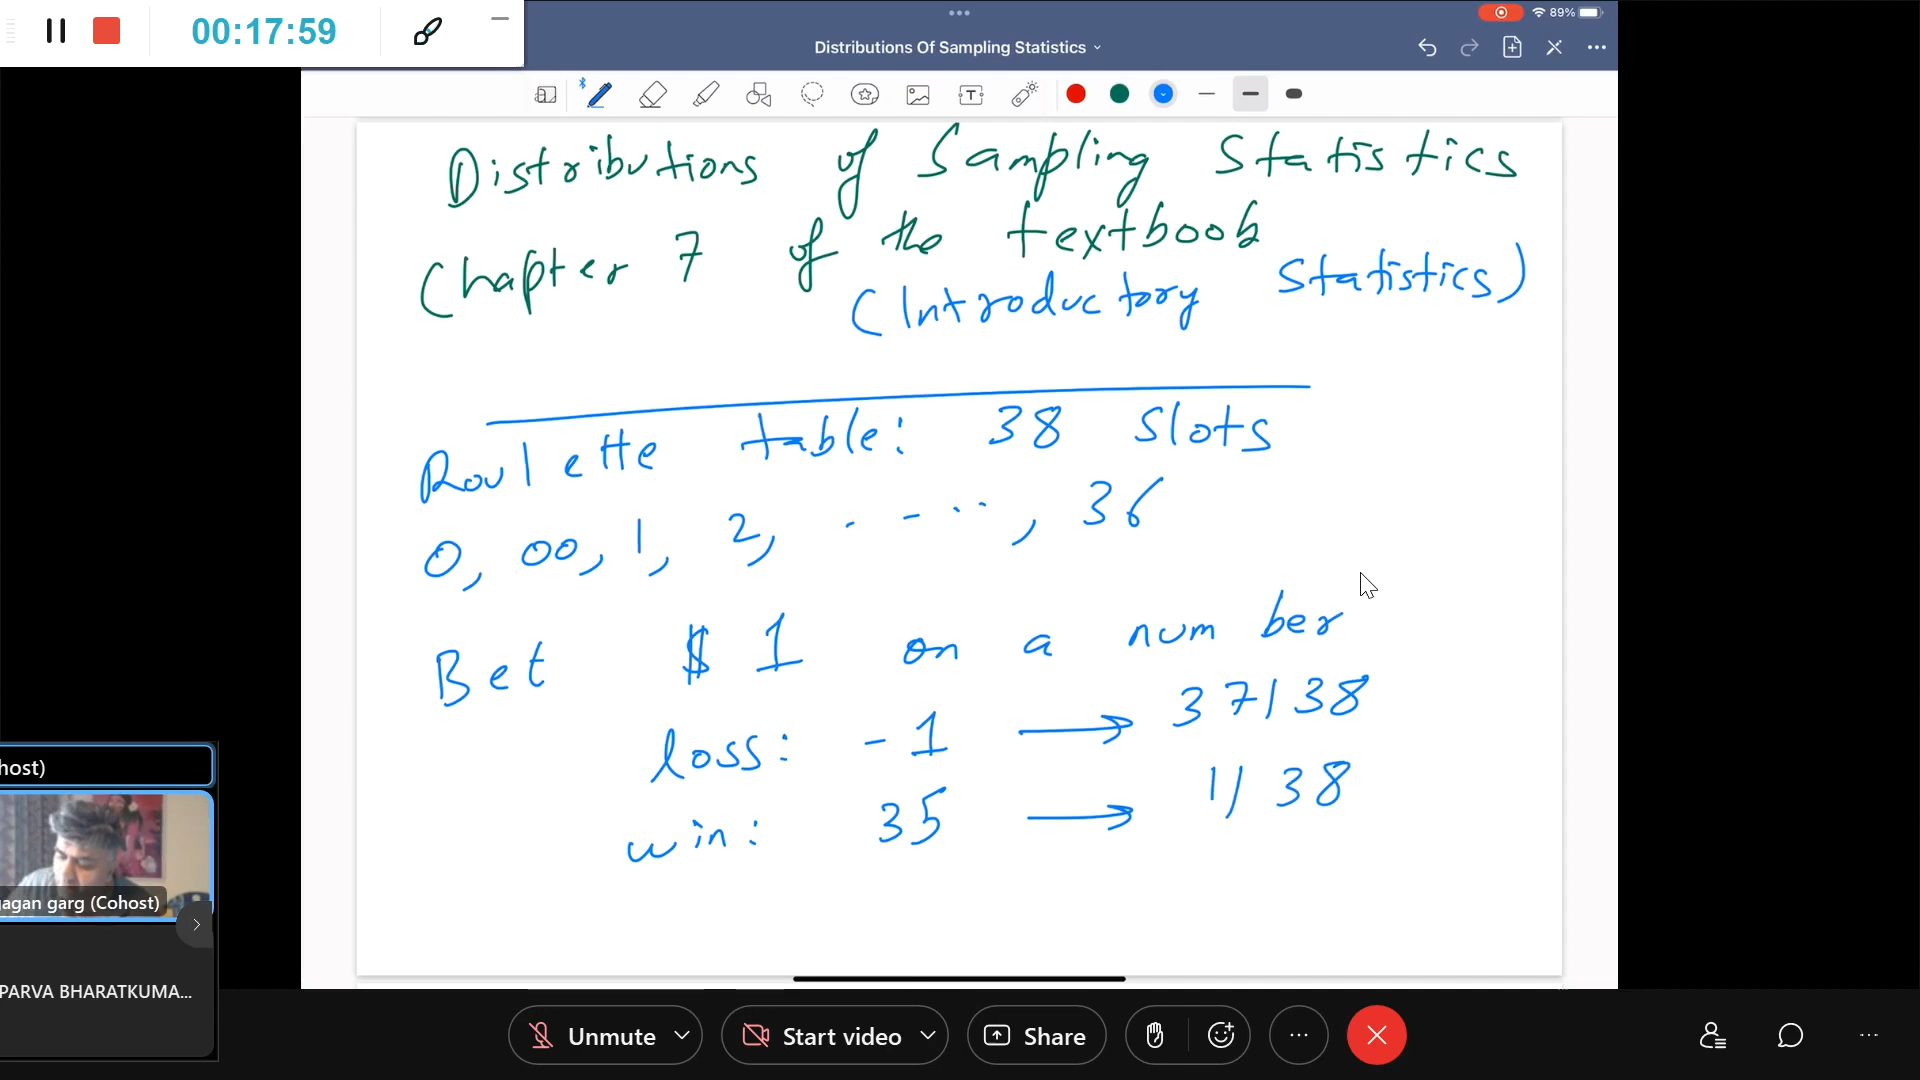 00:17:59
89%
Distributions Of Sampling Statistics
T
Distributions of Sampling Statistics
Chapter 7 of the textbook
(Introductory Statistics)
Roulette table: 38 Slots
0, 00, 1, 2, . - .. , 36
Bet $ 1 on a number
loss: - 1 → 37/38
win: 35 → 1/38
host)
agan garg (Cohost)
PARVA BHARATKUMA...
Unmute
Start video
Share